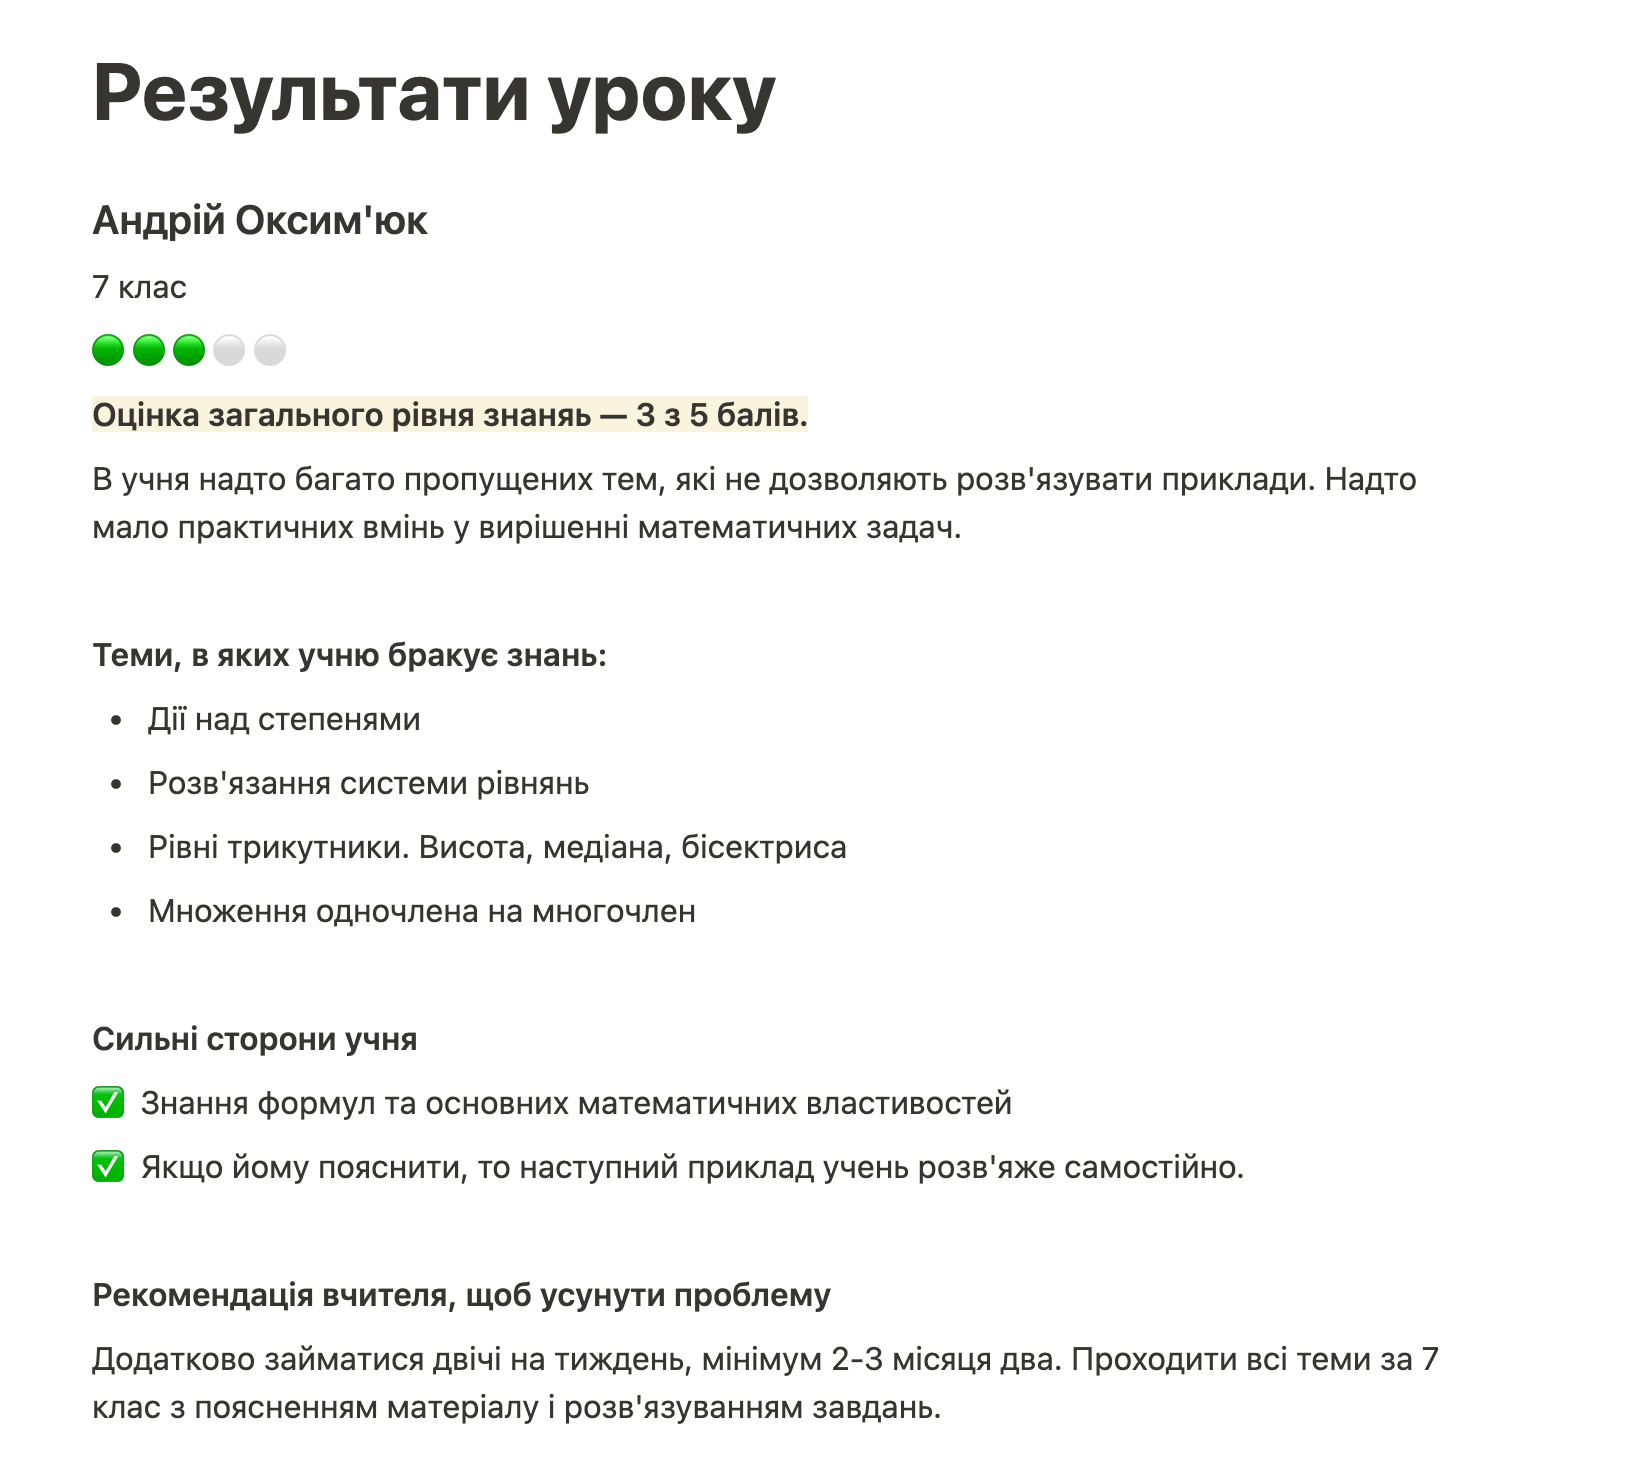 Результати уроку
Андрій Оксим'юк
7 клас
Оцінка загального рівня знаняь — 3 з 5 балів.
В учня надто багато пропущених тем, які не дозволяють розв'язувати приклади. Надто
мало практичних вмінь у вирішенні математичних задач.
Теми, в яких учню бракує знань:
• Дії над степенями
• Розв'язання системи рівнянь
• Рівні трикутники. Висота, медіана, бісектриса
• Множення одночлена на многочлен
Сильні сторони учня
✅ Знання формул та основних математичних властивостей
✅ Якщо йому пояснити, то наступний приклад учень розв'яже самостійно.
Рекомендація вчителя, щоб усунути проблему
Додатково займатися двічі на тиждень, мінімум 2-3 місяця два. Проходити всі теми за 7
клас з поясненням матеріалу і розв'язуванням завдань.